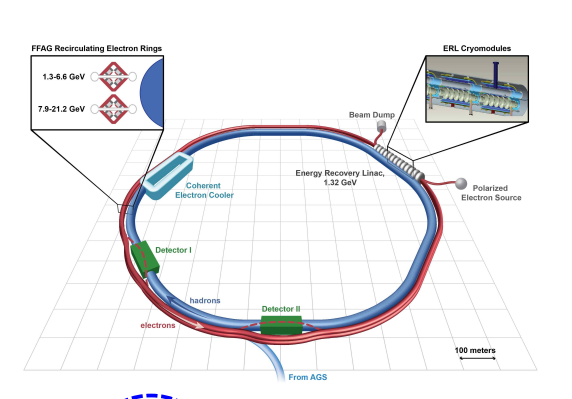 FFAG Recirculating Electron Rings
1.3-6.6 GeV
7.9-21.2 GeV
ERL Cryomodules
Beam Dump
Energy Recovery Linac,
1.32 GeV
Polarized
Electron Source
Coherent
Electron Cooler
Detector I
hadrons
electrons
Detector II
100 meters
From AGS